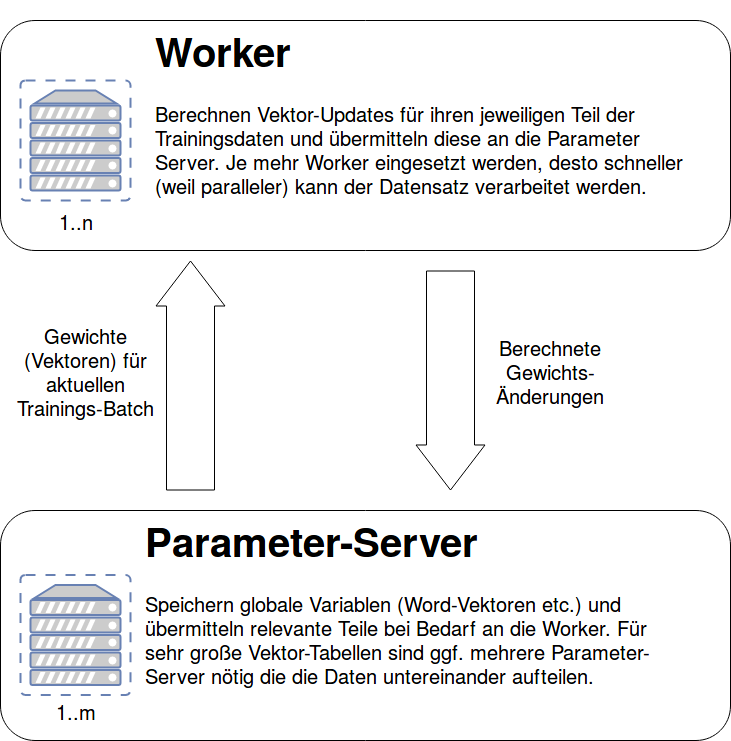 Worker
Berechnen Vektor-Updates für ihren jeweiligen Teil der
Trainingsdaten und übermitteln diese an die Parameter
Server. Je mehr Worker eingesetzt werden, desto schneller
(weil paralleler) kann der Datensatz verarbeitet werden.
1..n
Gewichte
(Vektoren) für
aktuellen
Trainings-Batch
Berechnete
Gewichts-
Änderungen
Parameter-Server
Speichern globale Variablen (Word-Vektoren etc.) und
übermitteln relevante Teile bei Bedarf an die Worker. Für
sehr große Vektor-Tabellen sind ggf. mehrere Parameter-
Server nötig die die Daten untereinander aufteilen.
1..m